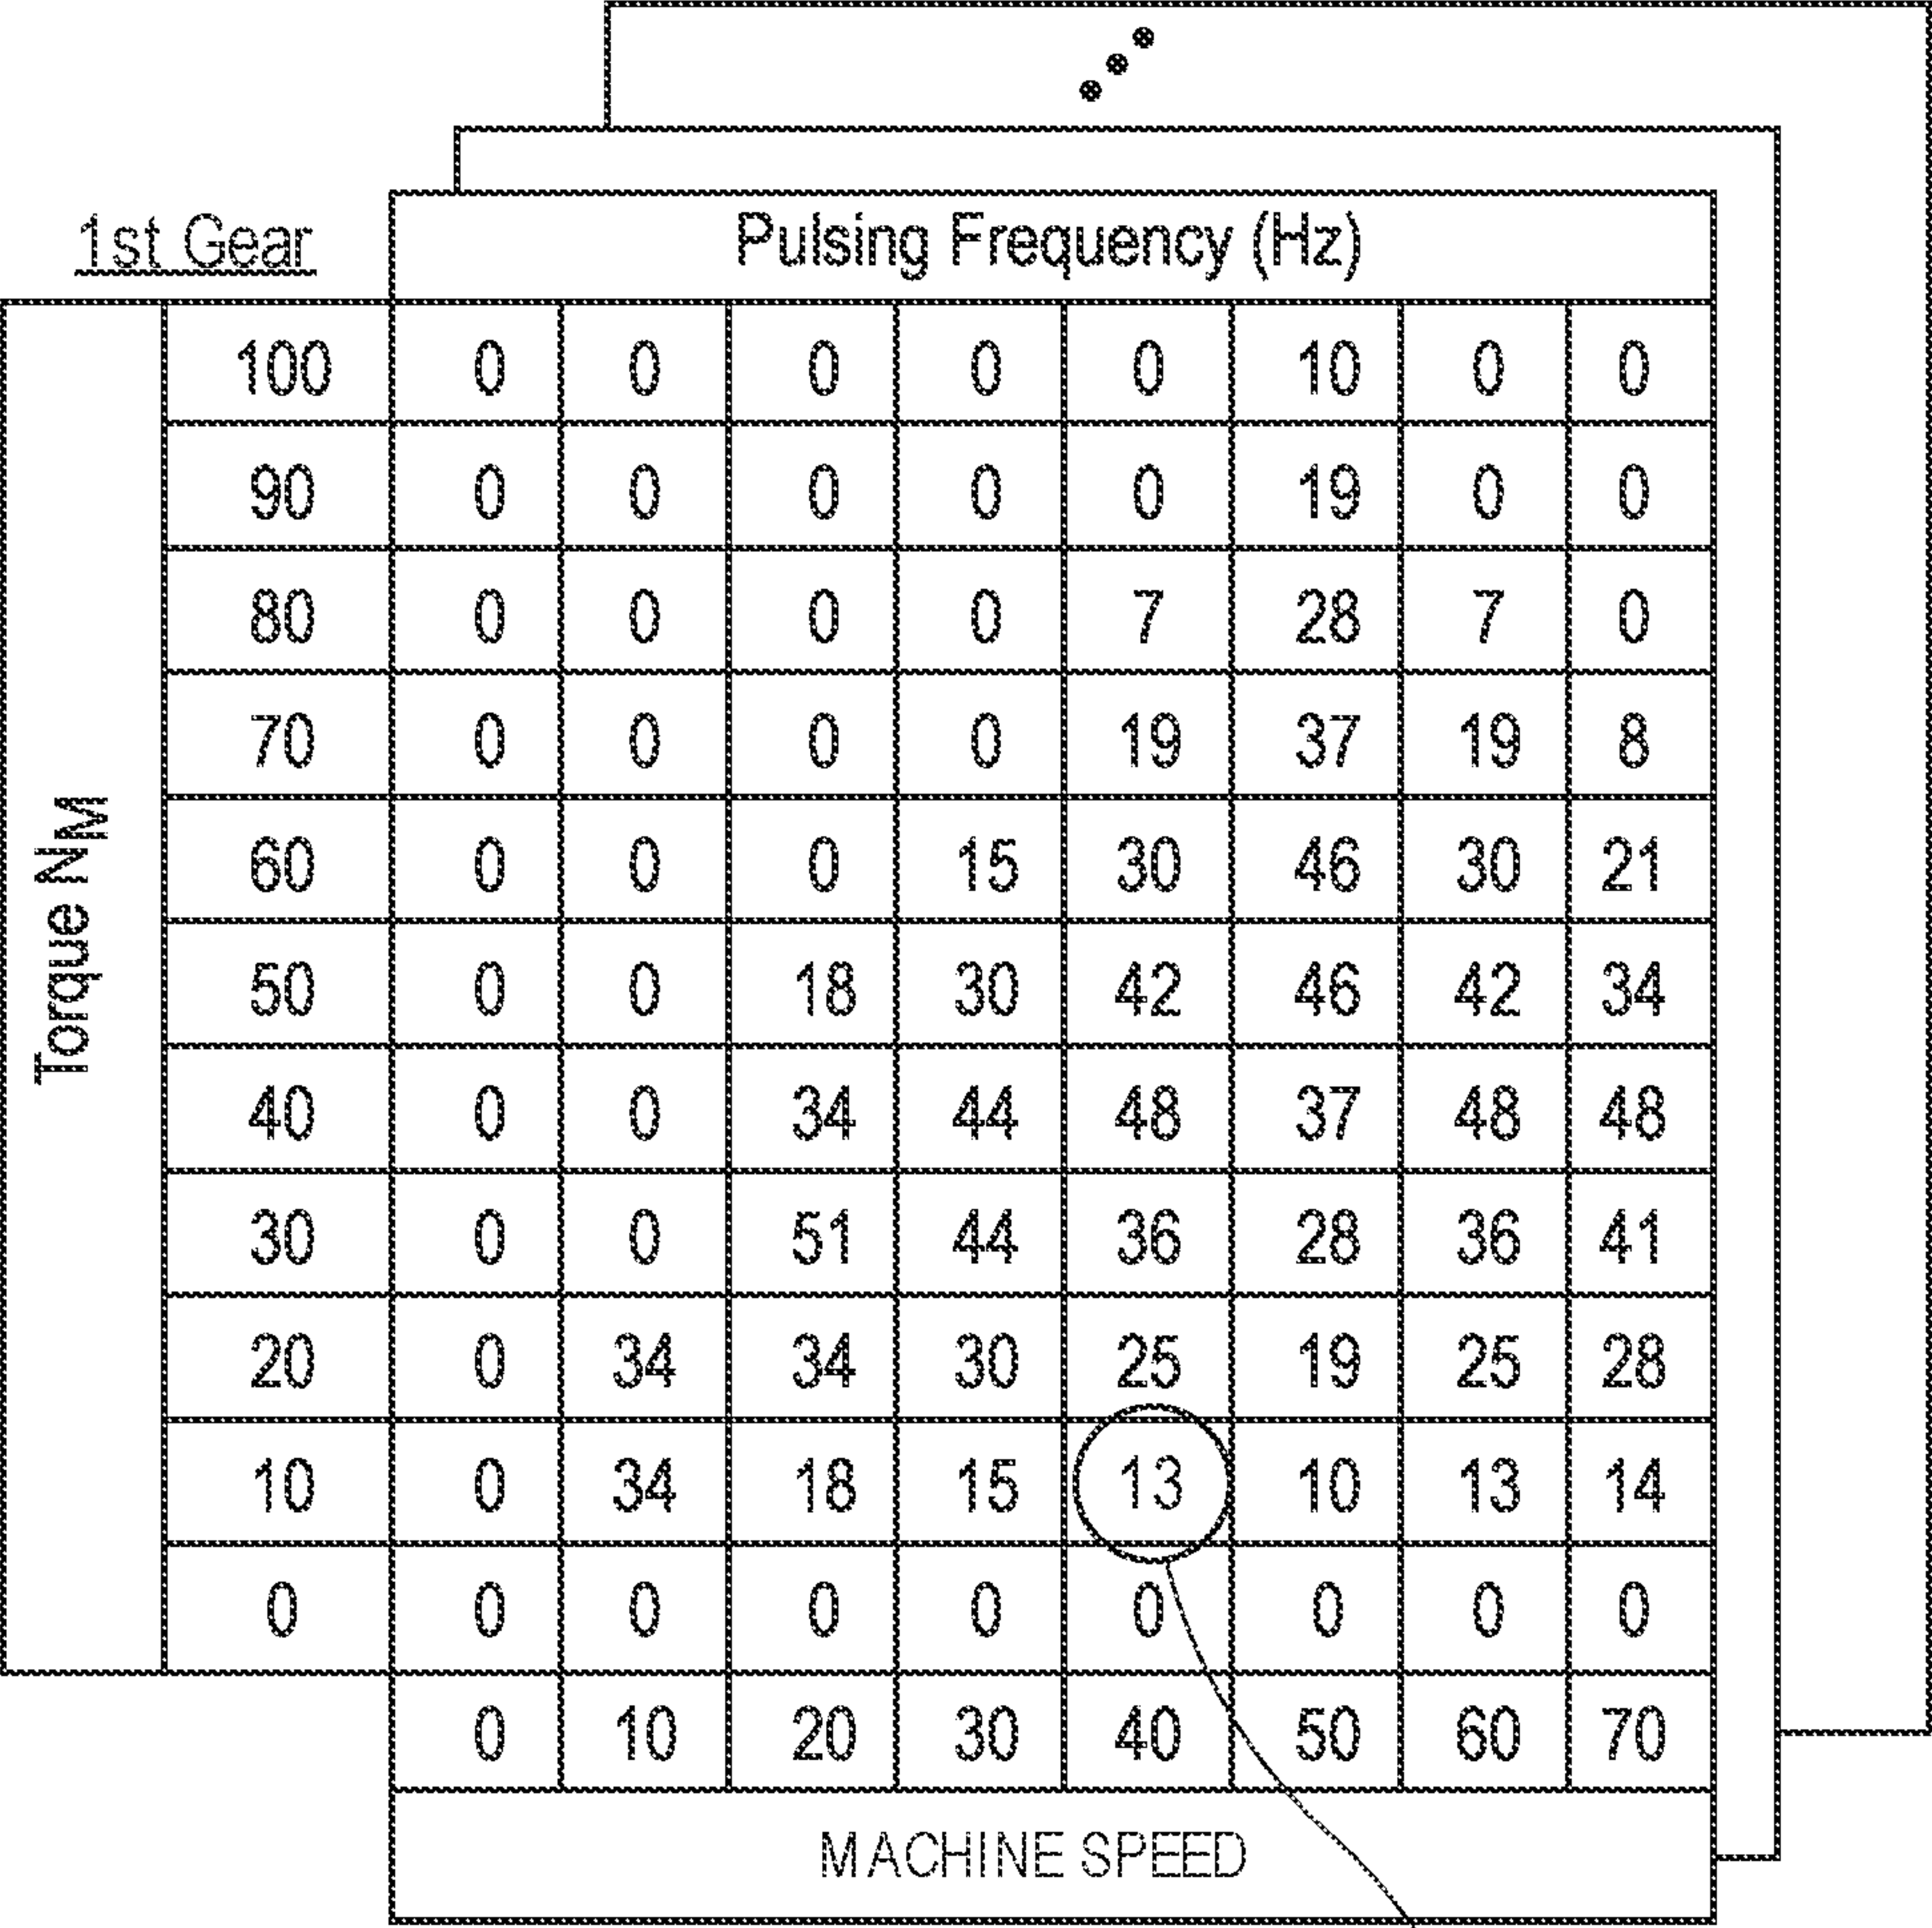 1st Gear
Pulsing Frequency (Hz)
Torque NM
100 0 0 0 0 0 10 0 0
90 0 0 0 0 0 19 0 0
80 0 0 0 0 7 28 7 0
70 0 0 0 0 19 37 19 8
60 0 0 0 15 30 46 30 21
50 0 0 18 30 42 46 42 34
40 0 0 34 44 48 37 48 48
30 0 0 51 44 36 28 36 41
20 0 34 34 30 25 19 25 28
10 0 34 18 15 13 10 13 14
0 0 0 0 0 0 0 0 0
0 10 20 30 40 50 60 70
MACHINE SPEED